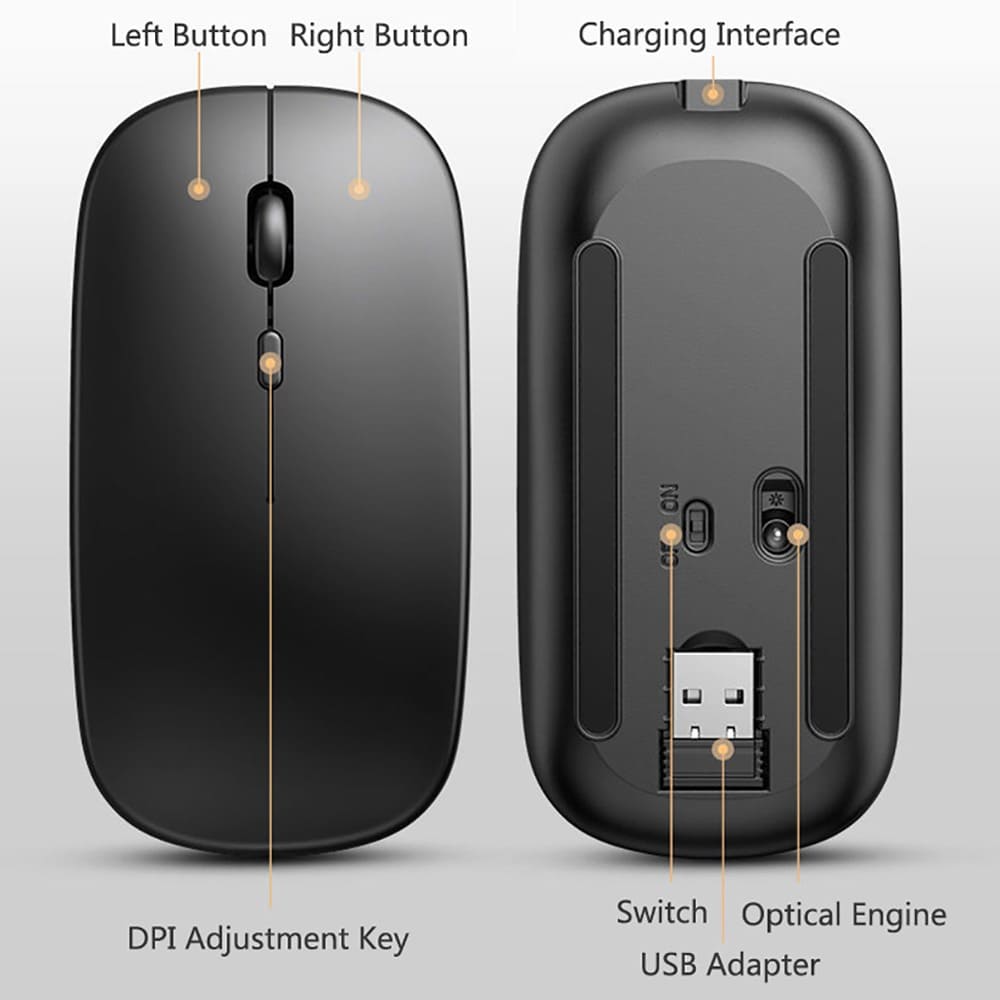 Left Button Right Button
Charging Interface
ON
OFF
Switch
Optical Engine
USB Adapter
DPI Adjustment Key